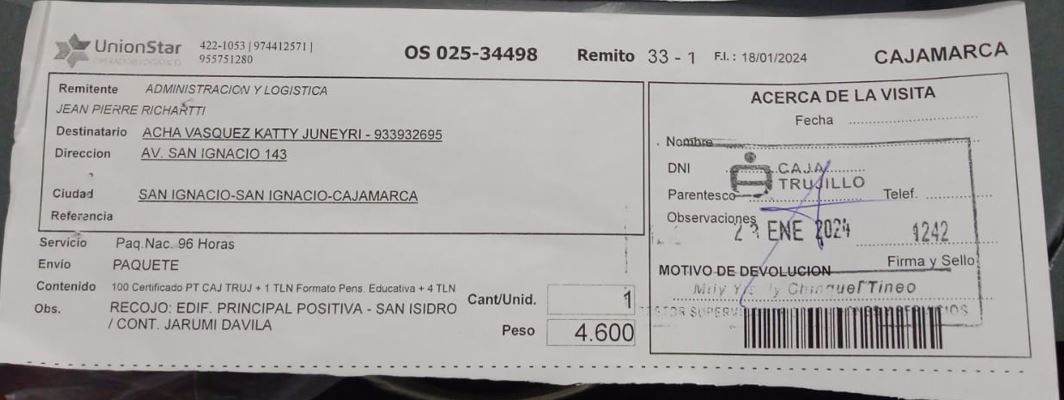 UnionStar
OPERADOR LOGISTICO
422-1053 | 974412571 |
955751280
OS 025-34498
Remito 33 - 1
F.I.: 18/01/2024
CAJAMARCA
Remitente ADMINISTRACION Y LOGISTICA
JEAN PIERRE RICHARTTI
Destinatario ACHA VASQUEZ KATTY JUNEYRI - 933932695
Direccion AV. SAN IGNACIO 143
Ciudad SAN IGNACIO-SAN IGNACIO-CAJAMARCA
Referencia
Servicio Paq.Nac. 96 Horas
Envío PAQUETE
Contenido 100 Certificado PT CAJ TRUJ + 1 TLN Formato Pens. Educativa + 4 TLN
Obs. RECOJO: EDIF. PRINCIPAL POSITIVA - SAN ISIDRO
/ CONT. JARUMI DAVILA
Cant/Unid. 1
Peso 4.600
ACERCA DE LA VISITA
Fecha
Nombre
DNI
CAJA
TRUJILLO
Parentesco
Telef.
Observaciones
ENE 2024
1242
Firma y Sello
MOTIVO DE DEVOLUCION
Chinguel Tineo